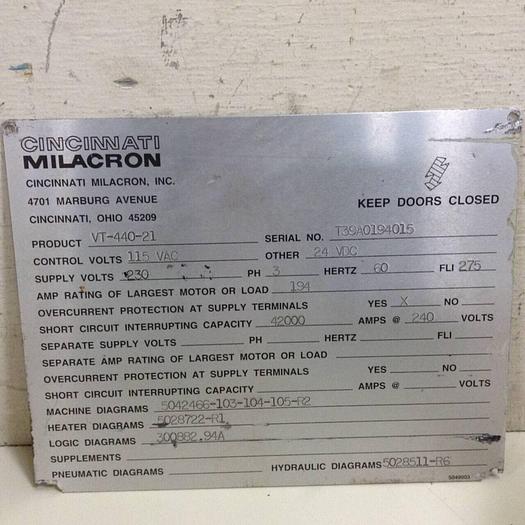 CINCINNATI
MILACRON
CINCINNATI MILACRON, INC.
4701 MARBURG AVENUE
CINCINNATI, OHIO 45209
KEEP DOORS CLOSED
PRODUCT VT-440-21 SERIAL NO. T39A0194015
CONTROL VOLTS 115 VAC OTHER 24 VDC
SUPPLY VOLTS 230 PH 3 HERTZ 60 FLI 275
AMP RATING OF LARGEST MOTOR OR LOAD 194
OVERCURRENT PROTECTION AT SUPPLY TERMINALS YES X NO
SHORT CIRCUIT INTERRUPTING CAPACITY 42000 AMPS @ 240 VOLTS
SEPARATE SUPPLY VOLTS PH HERTZ FLI
SEPARATE AMP RATING OF LARGEST MOTOR OR LOAD
OVERCURRENT PROTECTION AT SUPPLY TERMINALS YES NO
SHORT CIRCUIT INTERRUPTING CAPACITY AMPS @ VOLTS
MACHINE DIAGRAMS 5042466-103-104-105-R2
HEATER DIAGRAMS 5028722-R1
LOGIC DIAGRAMS 300882.94A
SUPPLEMENTS
PNEUMATIC DIAGRAMS HYDRAULIC DIAGRAMS 5028511-R6